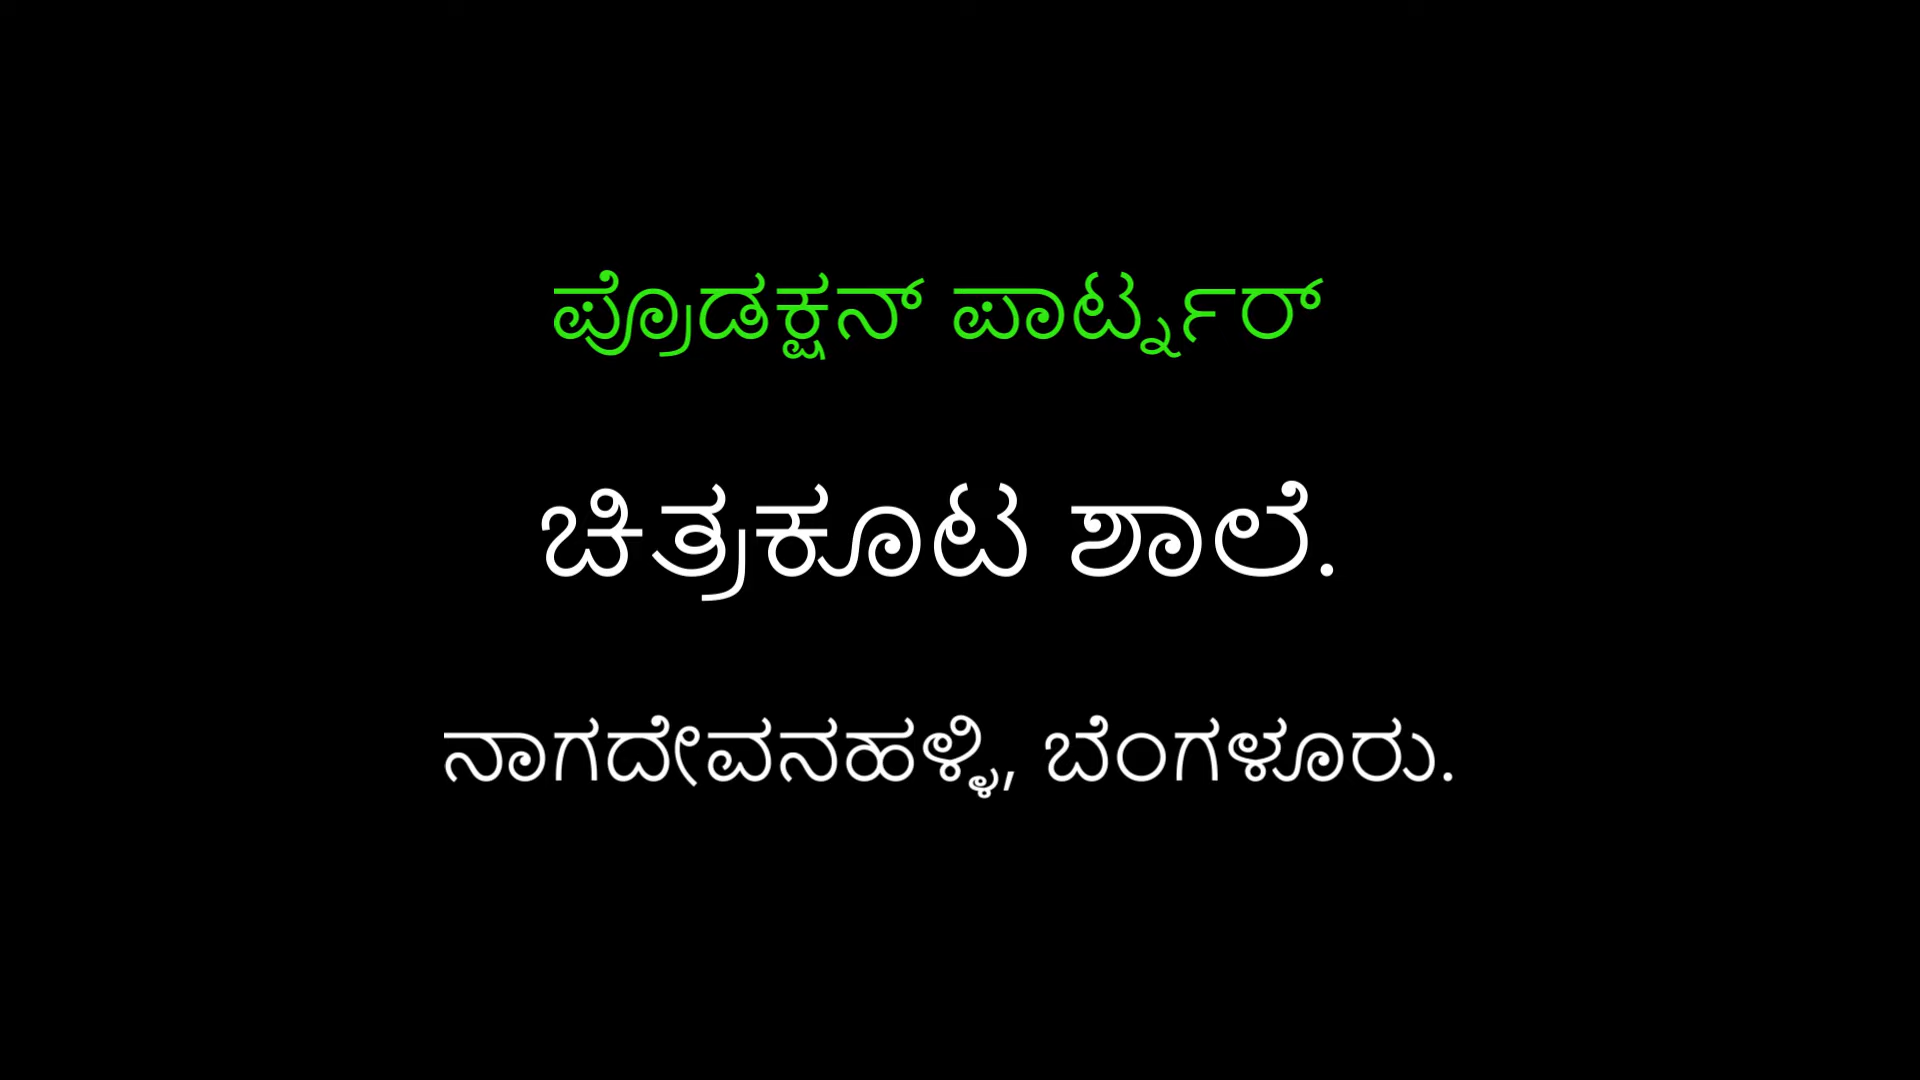 ಪ್ರೊಡಕ್ಷನ್ ಪಾರ್ಟ್ನರ್
ಚಿತ್ರಕೂಟ ಶಾಲೆ.
ನಾಗದೇವನಹಳ್ಳಿ, ಬೆಂಗಳೂರು.